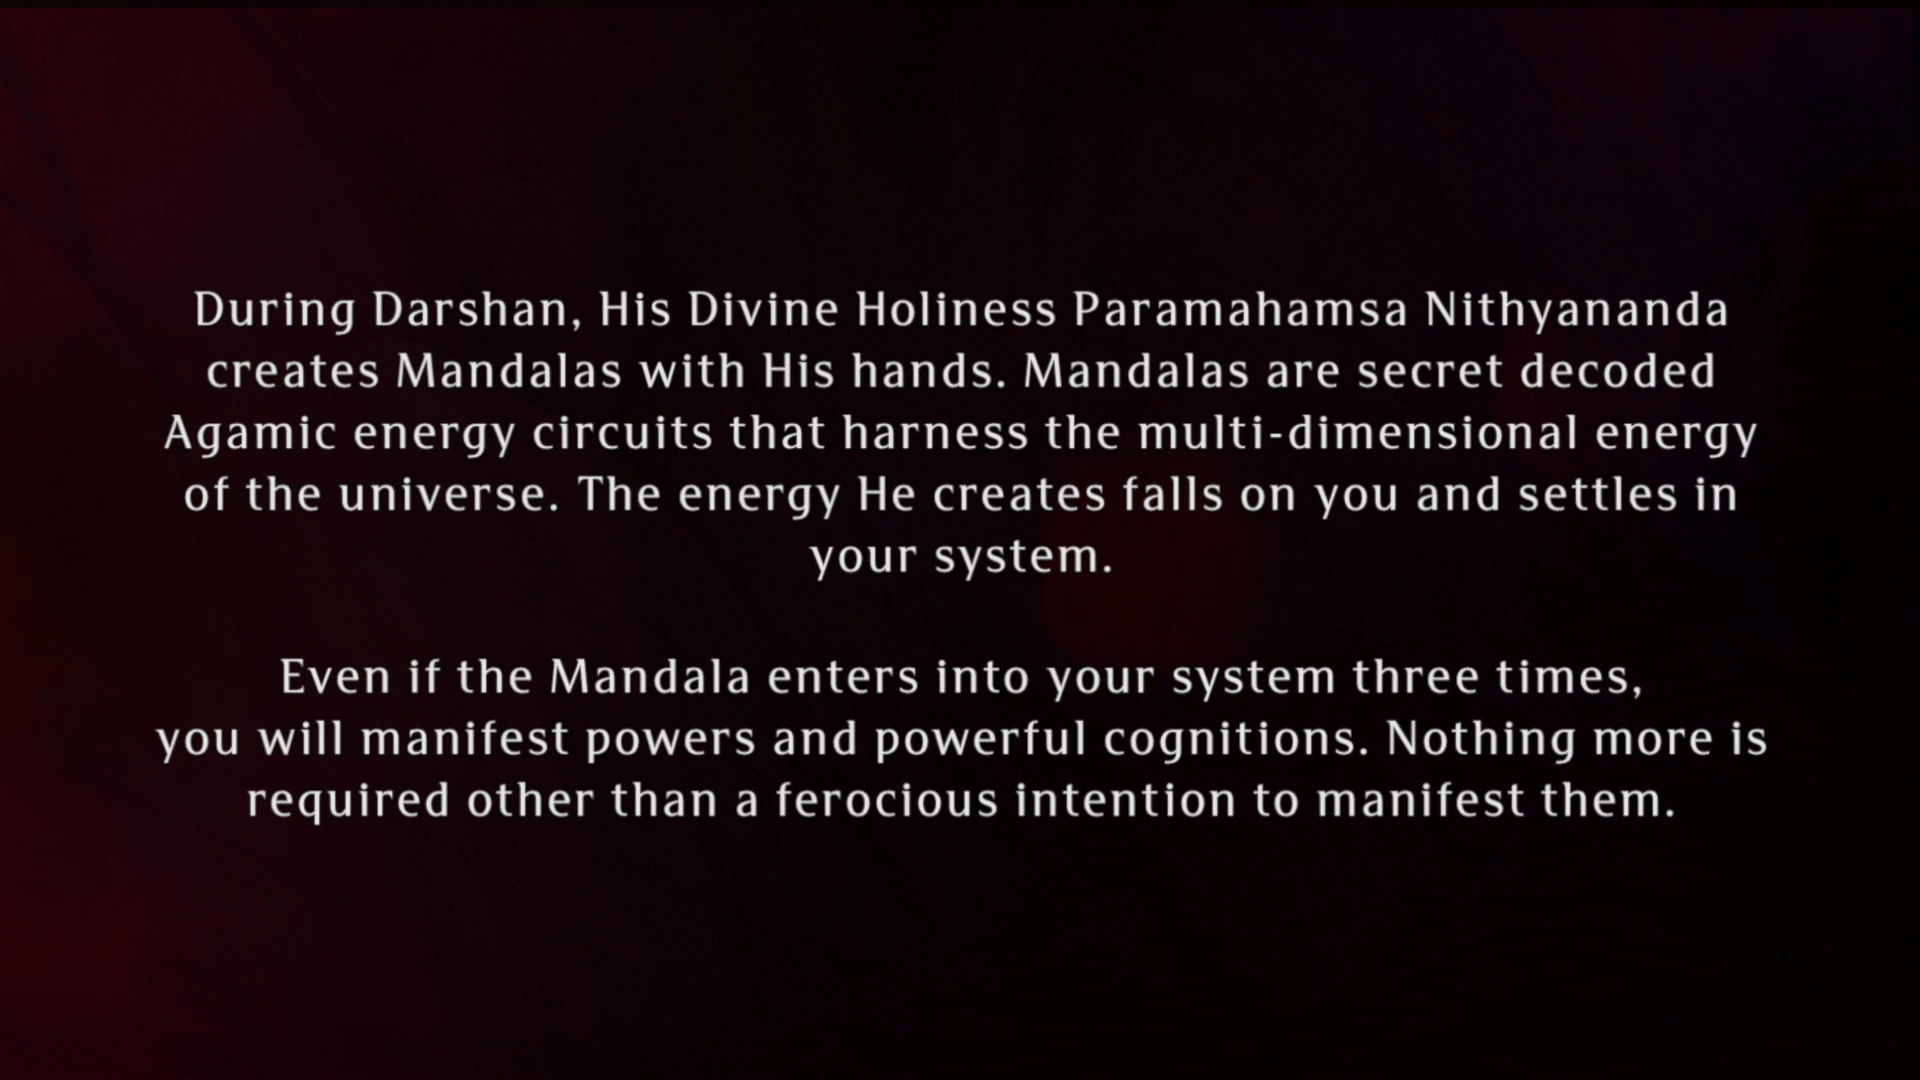 During Darshan, His Divine Holiness Paramahamsa Nithyananda
creates Mandalas with His hands. Mandalas are secret decoded
Agamic energy circuits that harness the multi-dimensional energy
of the universe. The energy He creates falls on you and settles in
your system.
Even if the Mandala enters into your system three times,
you will manifest powers and powerful cognitions. Nothing more is
required other than a ferocious intention to manifest them.